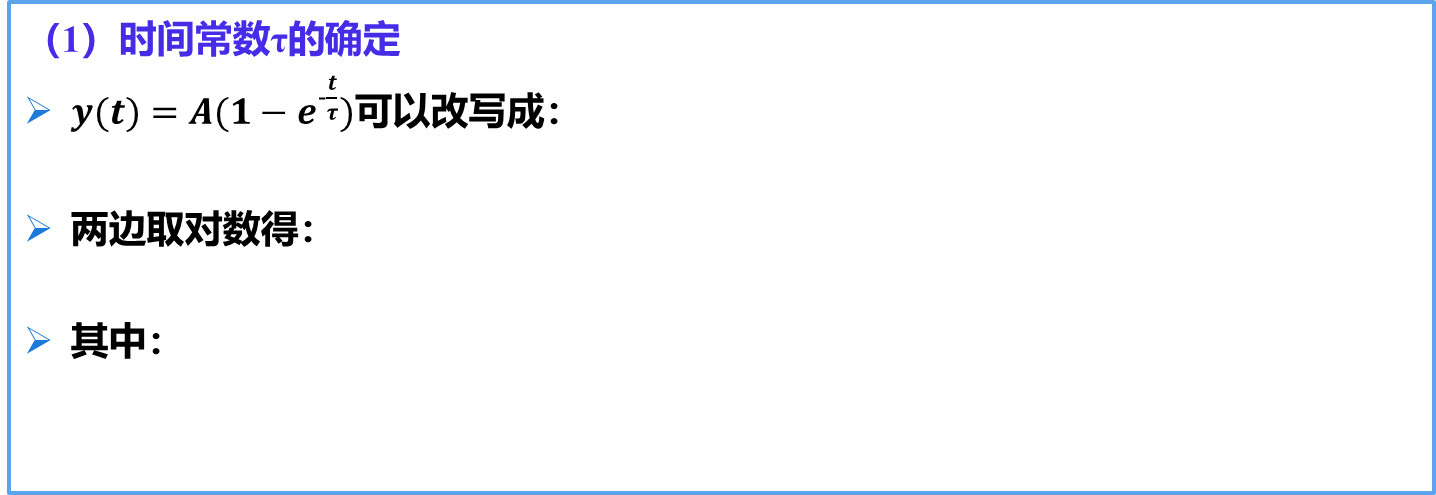 （1）时间常数τ的确定
➢ y(t) = A(1 − e^{-\frac{t}{τ}})可以改写成：
➢ 两边取对数得：
➢ 其中：